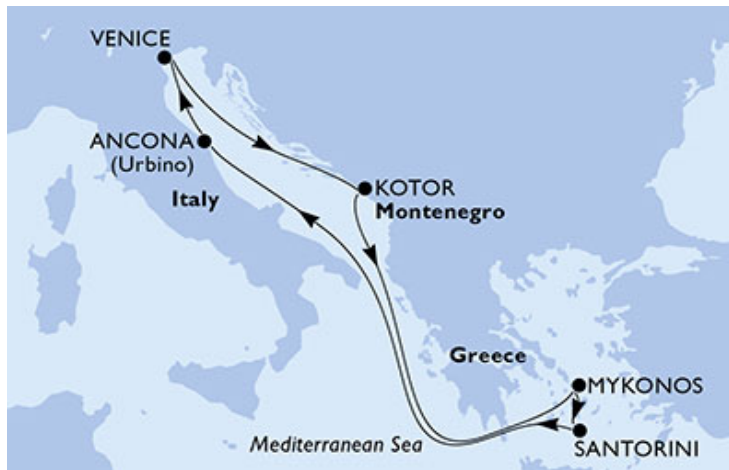 VENICE
ANCONA
(Urbino)
Italy
KOTOR
Montenegro
Greece
MYKONOS
SANTORINI
Mediterranean Sea